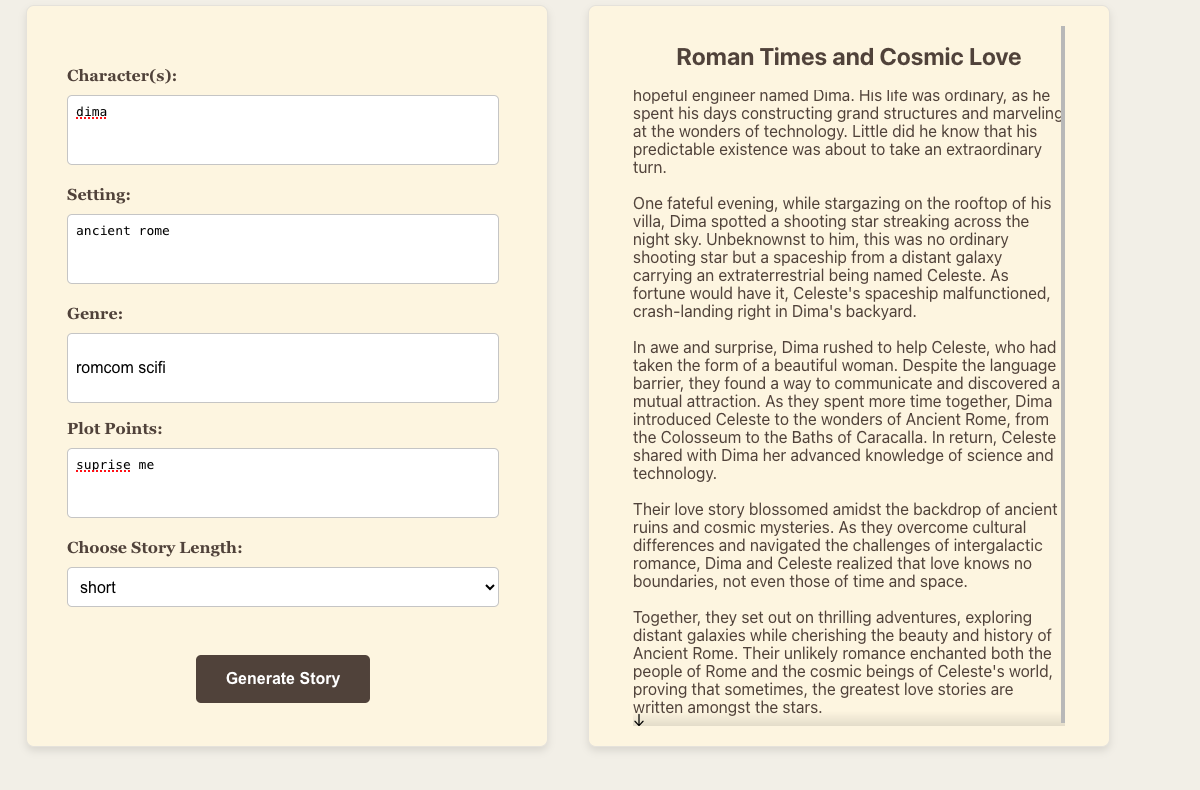 Character(s):
dima
Setting:
ancient rome
Genre:
romcom scifi
Plot Points:
suprise me
Choose Story Length:
short
Generate Story
Roman Times and Cosmic Love
hopeful engineer named Dima. His life was ordinary, as he
spent his days constructing grand structures and marveling
at the wonders of technology. Little did he know that his
predictable existence was about to take an extraordinary
turn.
One fateful evening, while stargazing on the rooftop of his
villa, Dima spotted a shooting star streaking across the
night sky. Unbeknownst to him, this was no ordinary
shooting star but a spaceship from a distant galaxy
carrying an extraterrestrial being named Celeste. As
fortune would have it, Celeste's spaceship malfunctioned,
crash-landing right in Dima's backyard.
In awe and surprise, Dima rushed to help Celeste, who had
taken the form of a beautiful woman. Despite the language
barrier, they found a way to communicate and discovered a
mutual attraction. As they spent more time together, Dima
introduced Celeste to the wonders of Ancient Rome, from
the Colosseum to the Baths of Caracalla. In return, Celeste
shared with Dima her advanced knowledge of science and
technology.
Their love story blossomed amidst the backdrop of ancient
ruins and cosmic mysteries. As they overcome cultural
differences and navigated the challenges of intergalactic
romance, Dima and Celeste realized that love knows no
boundaries, not even those of time and space.
Together, they set out on thrilling adventures, exploring
distant galaxies while cherishing the beauty and history of
Ancient Rome. Their unlikely romance enchanted both the
people of Rome and the cosmic beings of Celeste's world,
proving that sometimes, the greatest love stories are
written amongst the stars.